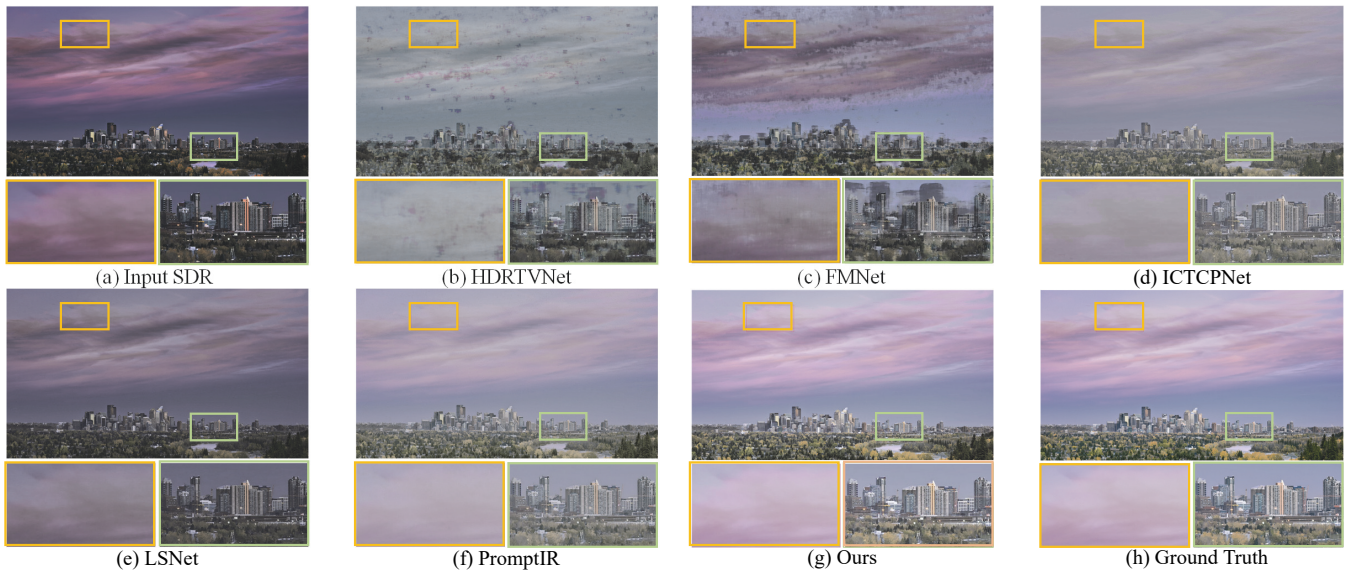 (a) Input SDR
(b) HDRTVNet
(c) FMNet
(d) ICTCPNet
(e) LSNet
(f) PromptIR
(g) Ours
(h) Ground Truth